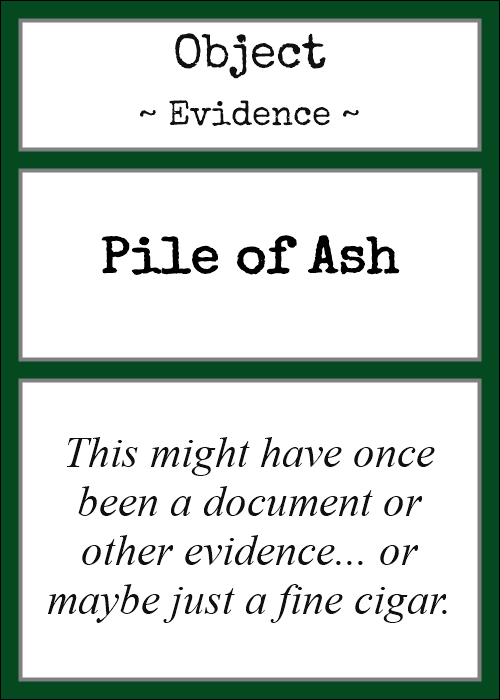 Object
~ Evidence ~
Pile of Ash
This might have once
been a document or
other evidence... or
maybe just a fine cigar.